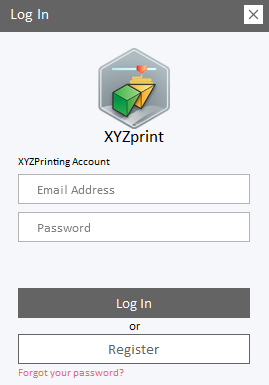 Log In
XYZprint
XYZPrinting Account
Email Address
Password
Log In
or
Register
Forgot your password?